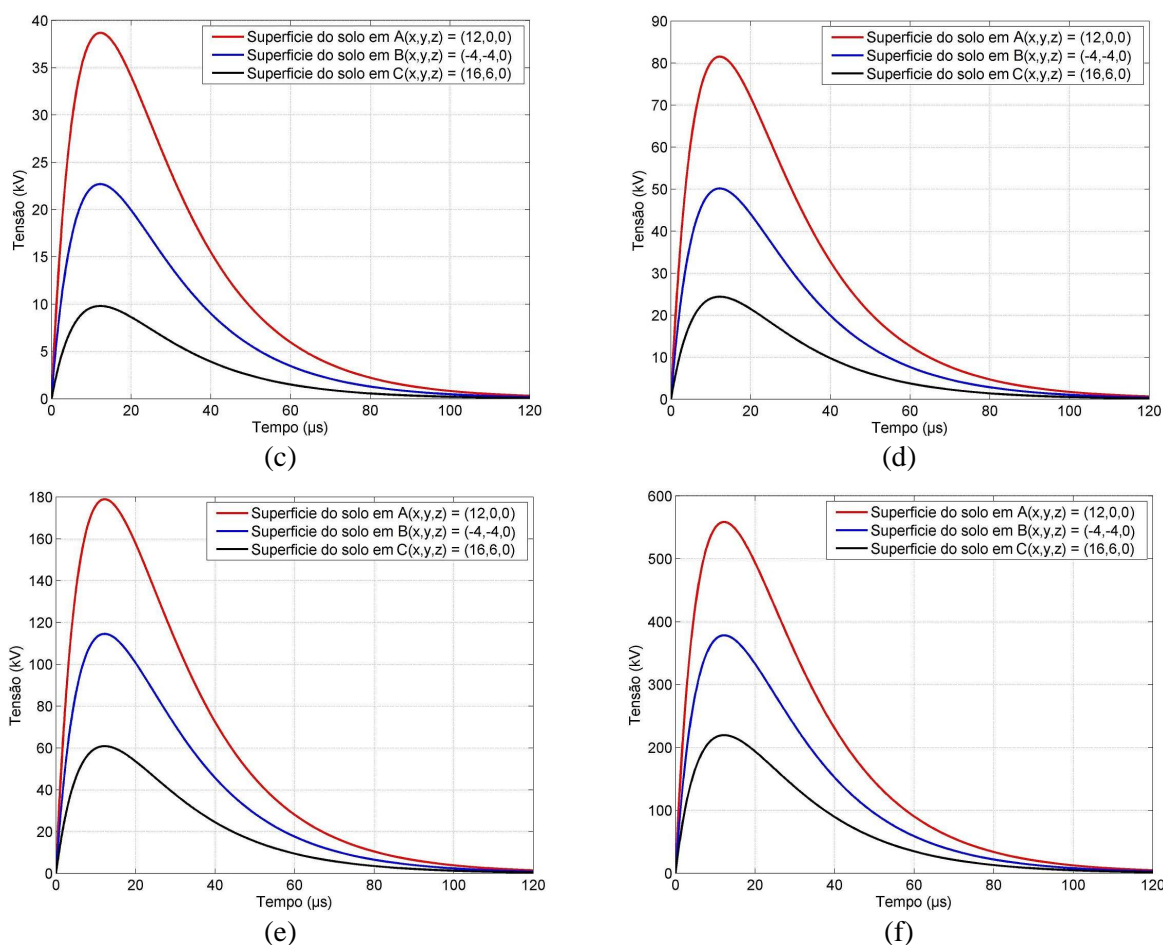 40
35
30
25
20
15
10
5
0
Tensão (kV)
Superficie do solo em A(x,y,z) = (12,0,0)
Superficie do solo em B(x,y,z) = (-4,-4,0)
Superficie do solo em C(x,y,z) = (16,6,0)
0 20 40 60 80 100 120
Tempo (µs)
(c)
90
80
70
60
50
40
30
20
10
0
Tensão (kV)
Superficie do solo em A(x,y,z) = (12,0,0)
Superficie do solo em B(x,y,z) = (-4,-4,0)
Superficie do solo em C(x,y,z) = (16,6,0)
0 20 40 60 80 100 120
Tempo (µs)
(d)
180
160
140
120
100
80
60
40
20
0
Tensão (kV)
Superficie do solo em A(x,y,z) = (12,0,0)
Superficie do solo em B(x,y,z) = (-4,-4,0)
Superficie do solo em C(x,y,z) = (16,6,0)
0 20 40 60 80 100 120
Tempo (µs)
(e)
600
500
400
300
200
100
0
Tensão (kV)
Superficie do solo em A(x,y,z) = (12,0,0)
Superficie do solo em B(x,y,z) = (-4,-4,0)
Superficie do solo em C(x,y,z) = (16,6,0)
0 20 40 60 80 100 120
Tempo (µs)
(f)